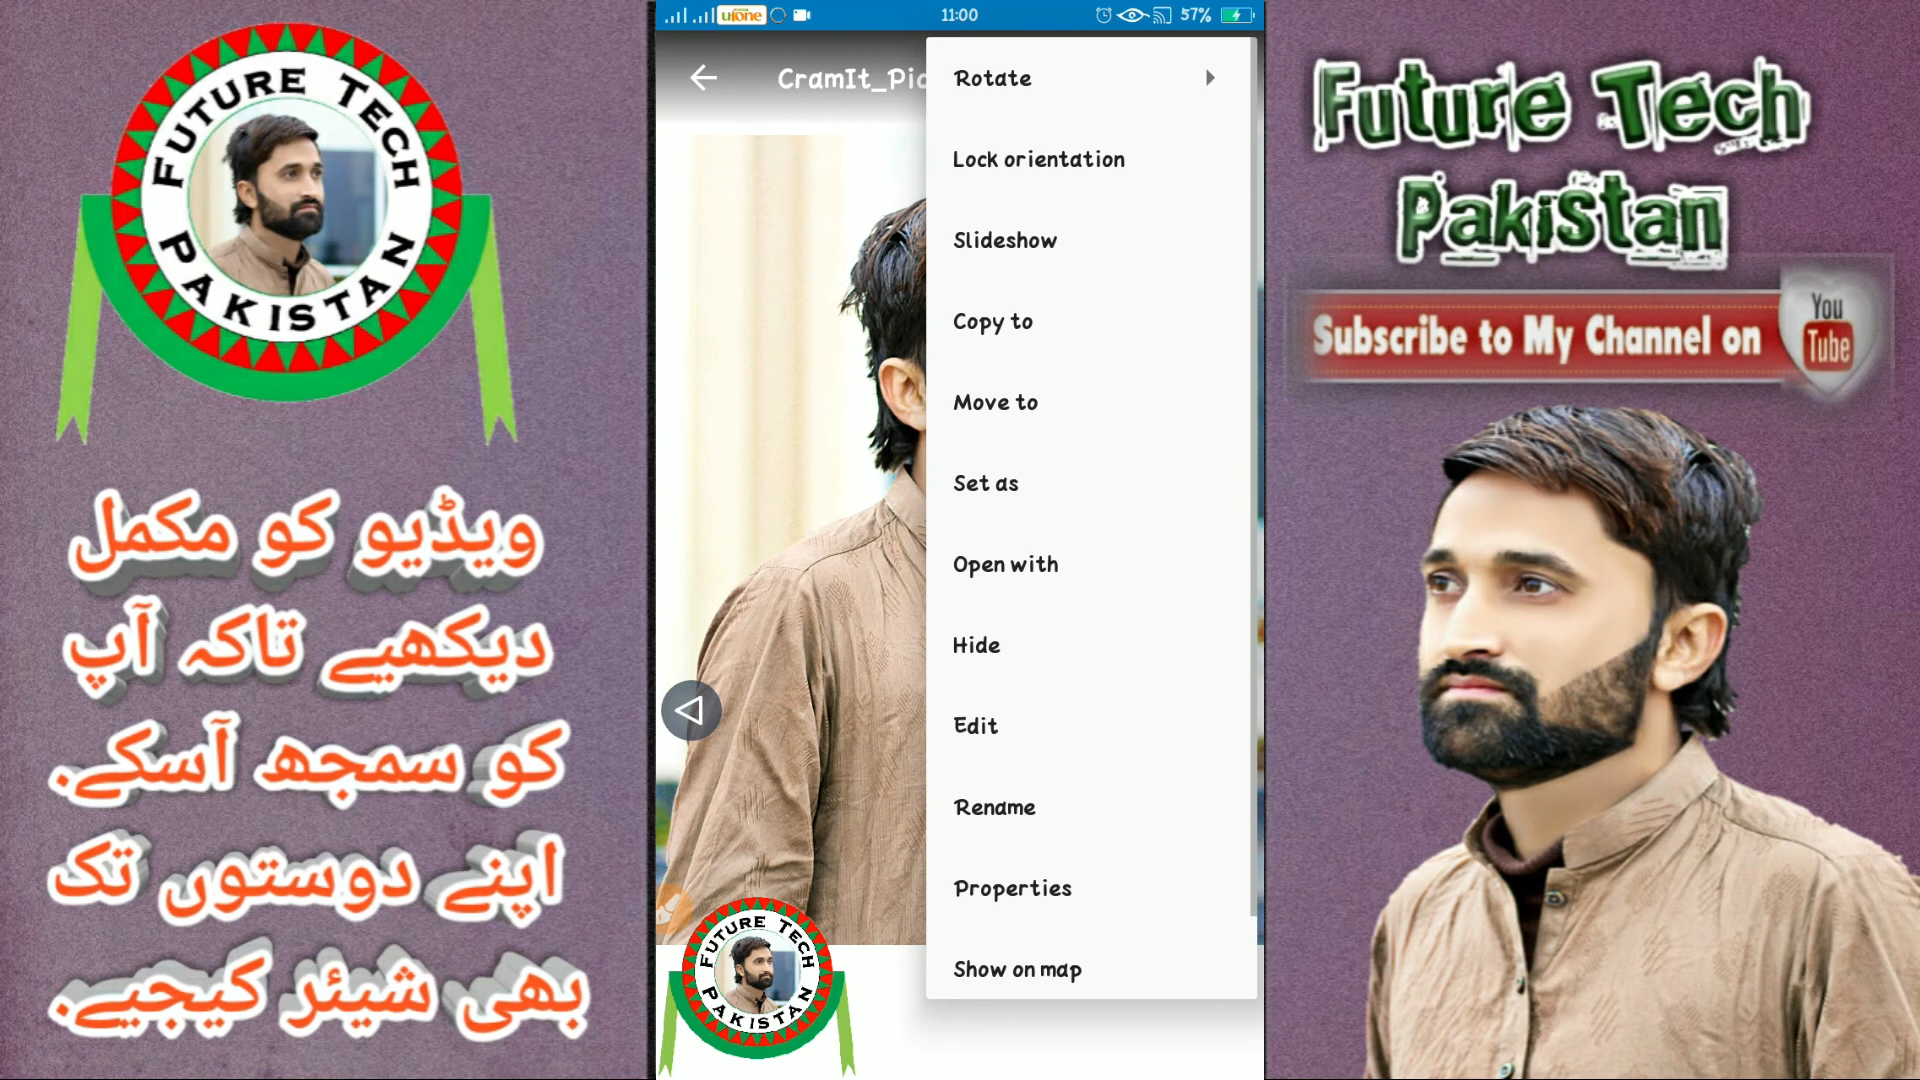 FUTURE TECH
PAKISTAN
ویڈیو کو مکمل
دیکھیے تاکہ آپ
کو سمجھ آسکے.
اپنے دوستوں تک
بھی شیئر کیجیے.
ufone
11:00
57%
CramIt_Pic
Rotate
Lock orientation
Slideshow
Copy to
Move to
Set as
Open with
Hide
Edit
Rename
Properties
Show on map
FUTURE TECH
PAKISTAN
Future Tech
Pakistan
Subscribe to My Channel on
You
Tube